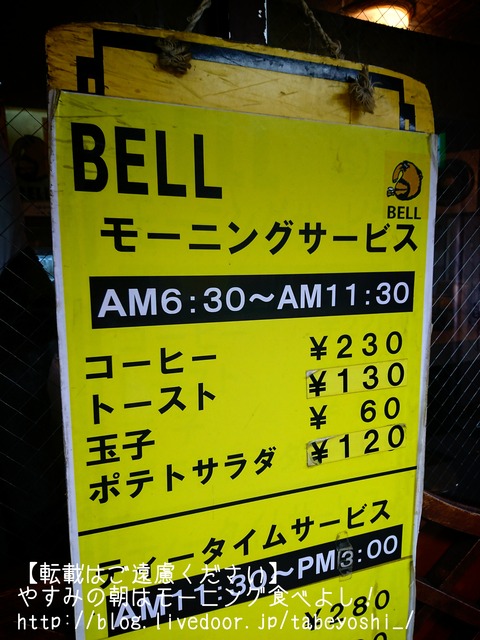 BELL
BELL
モーニングサービス
AM6:30〜AM11:30
コーヒー ¥230
トースト ¥130
玉子 ¥ 60
ポテトサラダ ¥120
ティータイムサービス
AM11:30〜PM3:00
¥280
【転載はご遠慮ください】
やすみの朝はモーニング食べよし♪
http://blog.livedoor.jp/tabeyoshi_/
BELL